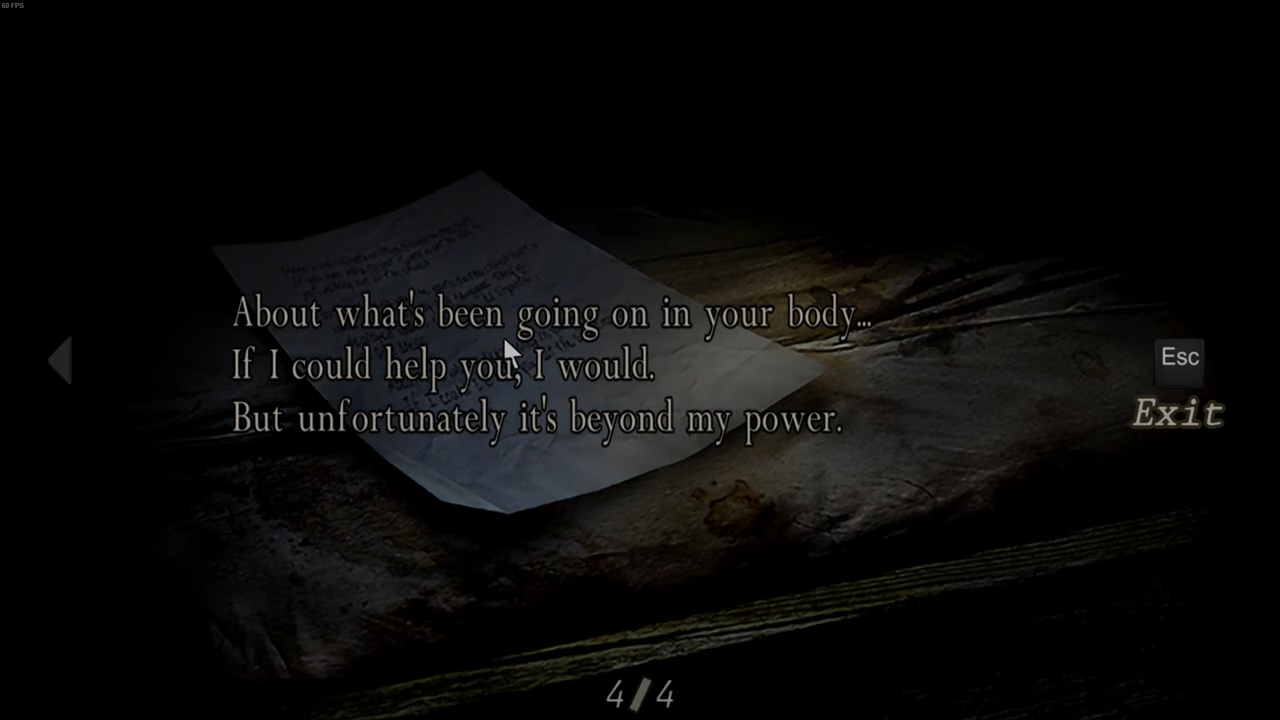 60 FPS
About what's been going on in your body...
If I could help you, I would.
But unfortunately it's beyond my power.
Esc
Exit
4/4